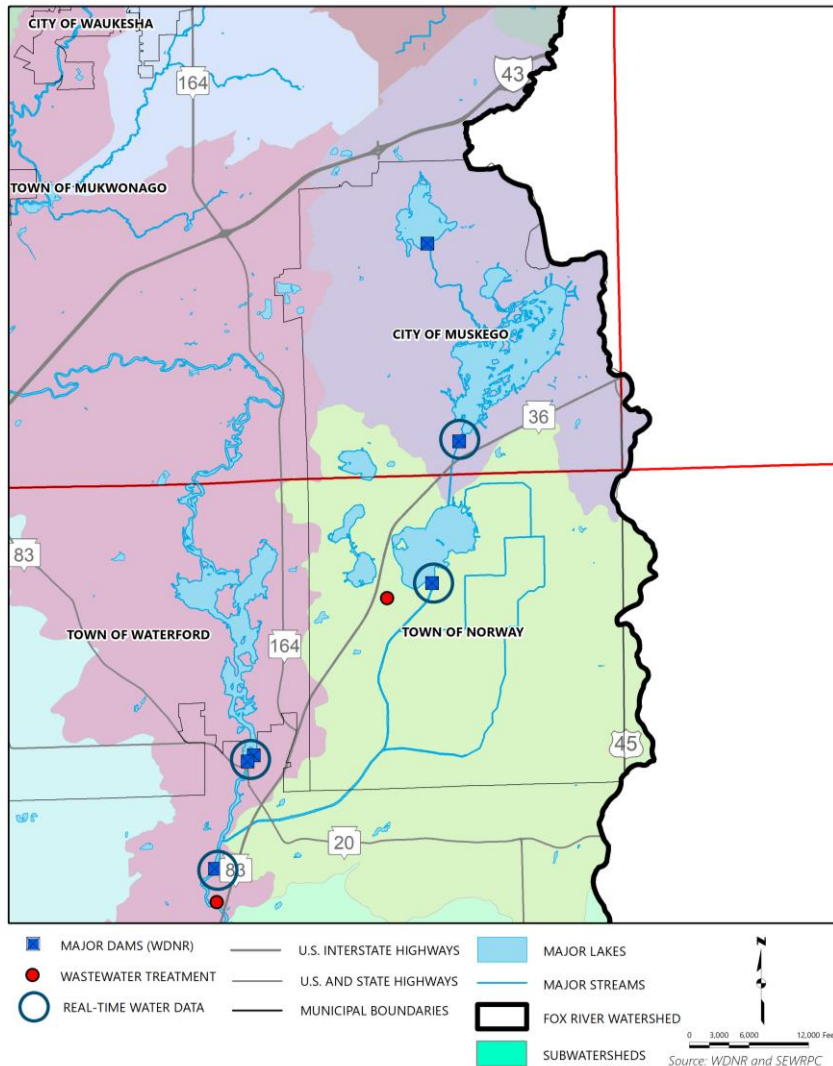 CITY OF WAUKESHA
164
43
TOWN OF MUKWONAGO
CITY OF MUSKEGO
36
83
TOWN OF WATERFORD
164
TOWN OF NORWAY
45
20
83
MAJOR DAMS (WDNR)
WASTEWATER TREATMENT
REAL-TIME WATER DATA
U.S. INTERSTATE HIGHWAYS
U.S. AND STATE HIGHWAYS
MUNICIPAL BOUNDARIES
MAJOR LAKES
MAJOR STREAMS
FOX RIVER WATERSHED
SUBWATERSHEDS
N
0 3,000 6,000 12,000 Fee
Source: WDNR and SEWRPC